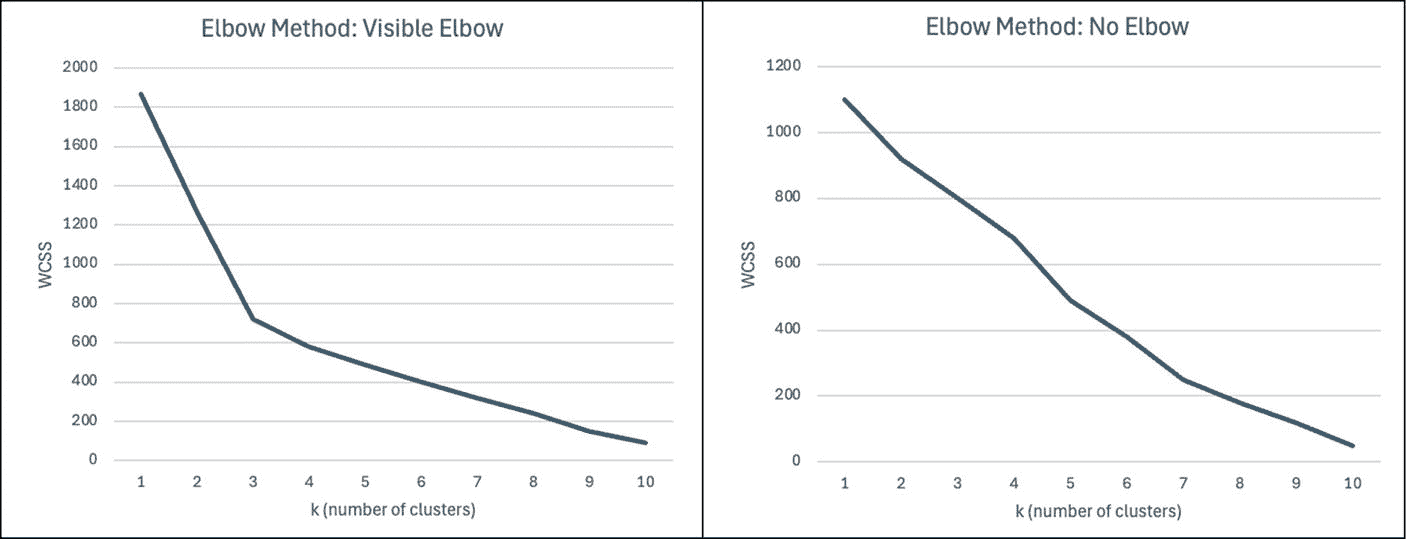 Elbow Method: Visible Elbow
2000
1800
1600
1400
1200
1000
800
600
400
200
0
WCSS
1 2 3 4 5 6 7 8 9 10
k (number of clusters)
Elbow Method: No Elbow
1200
1000
800
600
400
200
0
WCSS
1 2 3 4 5 6 7 8 9 10
k (number of clusters)